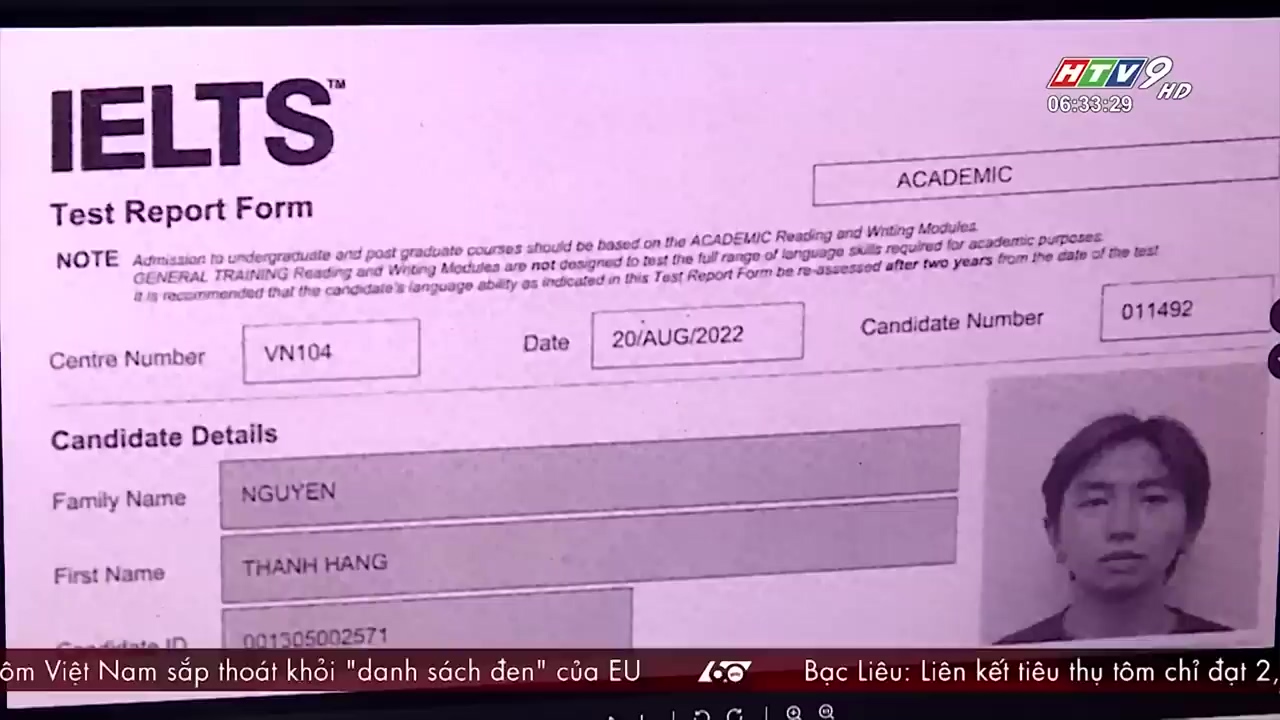 IELTS™
HTV9 HD
06:33:29
ACADEMIC
Test Report Form
NOTE Admission to undergraduate and post graduate courses should be based on the ACADEMIC Reading and Writing Modules.
GENERAL TRAINING Reading and Writing Modules are not designed to test the full range of language skills required for academic purposes.
It is recommended that the candidate's language ability as indicated in this Test Report Form be re-assessed after two years from the date of the test
Centre Number VN104 Date 20/AUG/2022 Candidate Number 011492
Candidate Details
Family Name NGUYEN
First Name THANH HANG
Candidate ID 001305002571
ôm Việt Nam sắp thoát khỏi "danh sách đen" của EU 60 Bạc Liêu: Liên kết tiêu thụ tôm chỉ đạt 2,